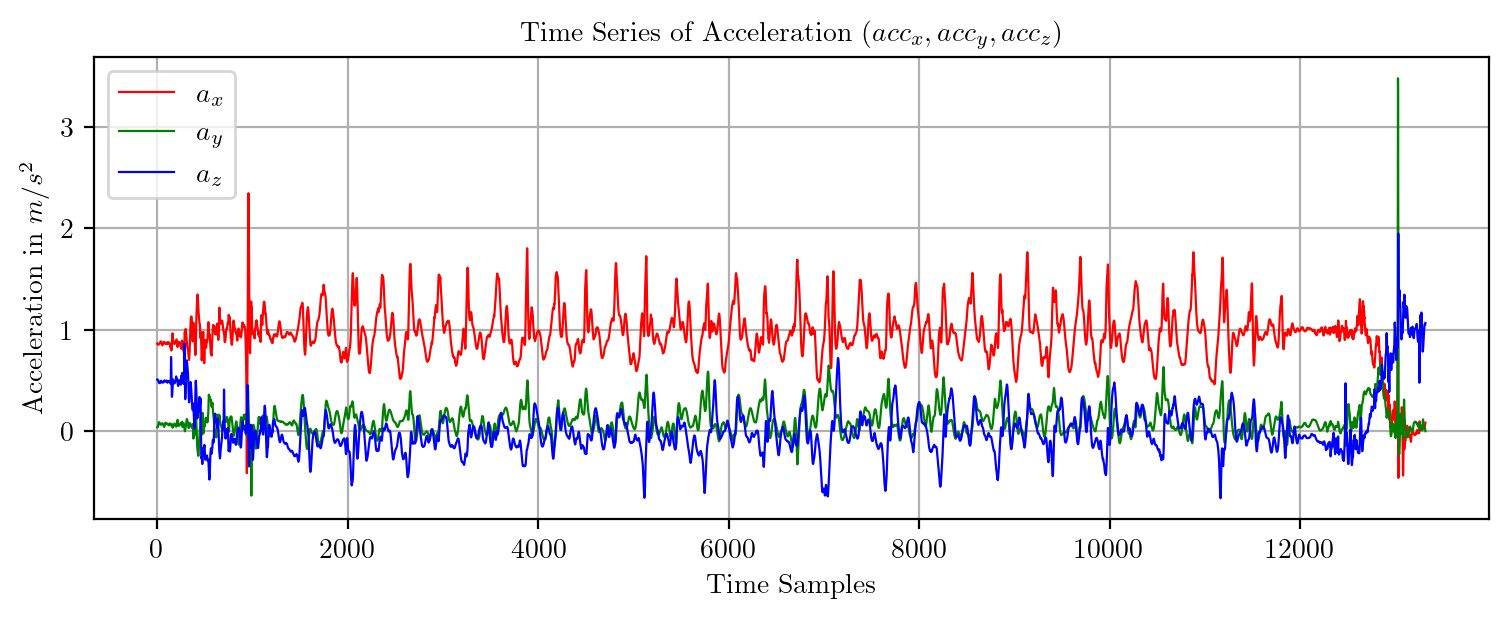 Time Series of Acceleration (acc_x, acc_y, acc_z)
a_x
a_y
a_z
Acceleration in m/s^2
3
2
1
0
0 2000 4000 6000 8000 10000 12000
Time Samples